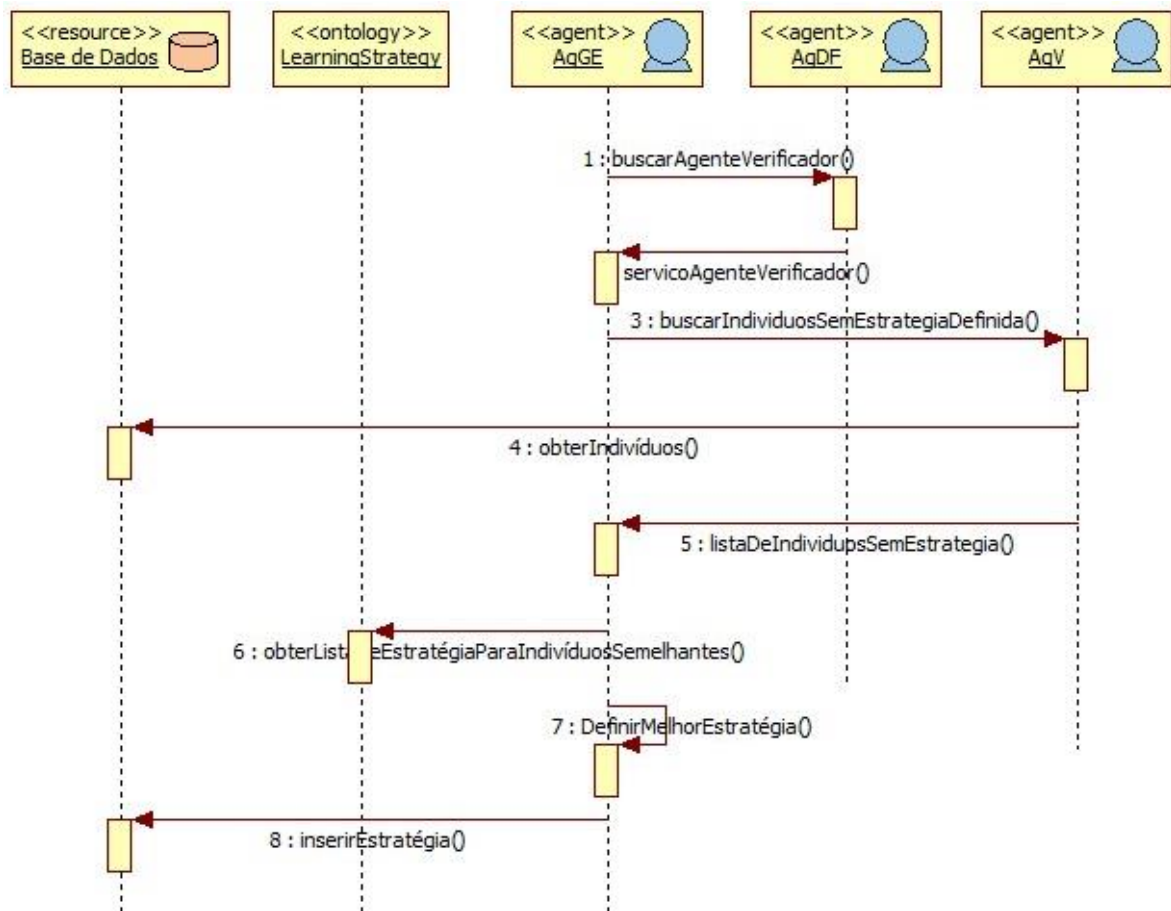 <<resource>>
Base de Dados
<<ontology>>
LearningStrategy
<<agent>>
AgGE
<<agent>>
AgDF
<<agent>>
AgV
1 : buscarAgenteVerificador()
servicoAgenteVerificador()
3 : buscarIndividuosSemEstrategiaDefinida()
4 : obterIndivíduos()
5 : listaDeIndividuosSemEstrategia()
6 : obterListaDeEstratégiaParaIndivíduosSemelhantes()
7 : DefinirMelhorEstratégia()
8 : inserirEstratégia()